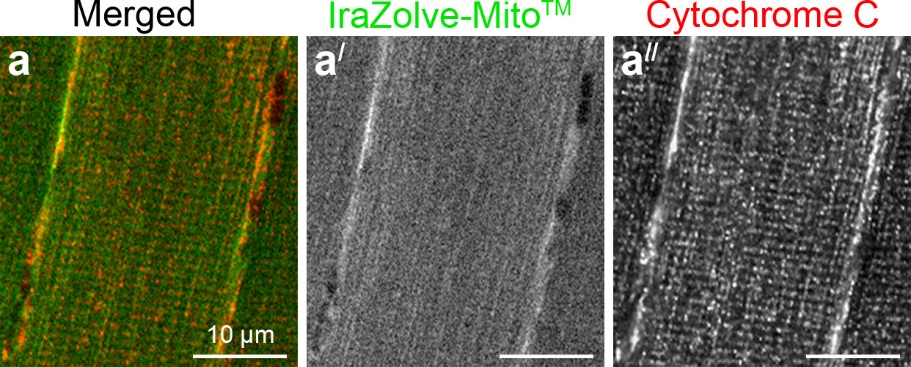 Merged IraZolve-Mito™ Cytochrome C
a a′ a″
10 µm